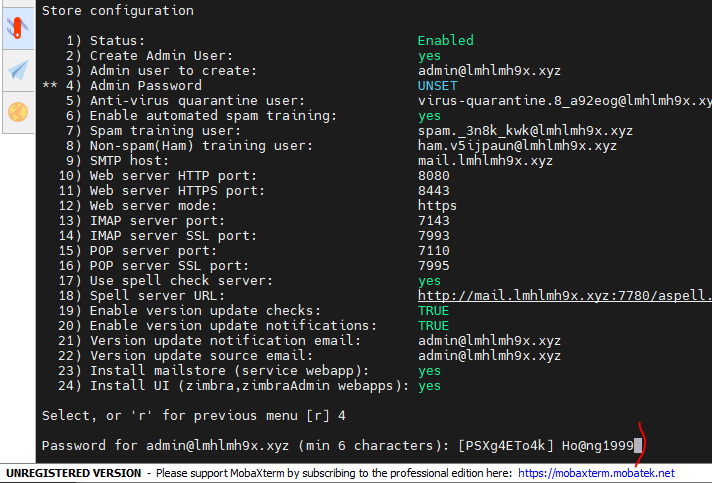 Store configuration
1) Status: Enabled
2) Create Admin User: yes
3) Admin user to create: admin@lmhlmh9x.xyz
** 4) Admin Password UNSET
5) Anti-virus quarantine user: virus-quarantine.8_a92eog@lmhlmh9x.xy
6) Enable automated spam training: yes
7) Spam training user: spam._3n8k_kwk@lmhlmh9x.xyz
8) Non-spam(Ham) training user: ham.v5ijpaun@lmhlmh9x.xyz
9) SMTP host: mail.lmhlmh9x.xyz
10) Web server HTTP port: 8080
11) Web server HTTPS port: 8443
12) Web server mode: https
13) IMAP server port: 7143
14) IMAP server SSL port: 7993
15) POP server port: 7110
16) POP server SSL port: 7995
17) Use spell check server: yes
18) Spell server URL: http://mail.lmhlmh9x.xyz:7780/aspell.
19) Enable version update checks: TRUE
20) Enable version update notifications: TRUE
21) Version update notification email: admin@lmhlmh9x.xyz
22) Version update source email: admin@lmhlmh9x.xyz
23) Install mailstore (service webapp): yes
24) Install UI (zimbra,zimbraAdmin webapps): yes
Select, or 'r' for previous menu [r] 4
Password for admin@lmhlmh9x.xyz (min 6 characters): [PSXg4ETo4k] Ho@ng1999
UNREGISTERED VERSION - Please support MobaXterm by subscribing to the professional edition here: https://mobaxterm.mobatek.net